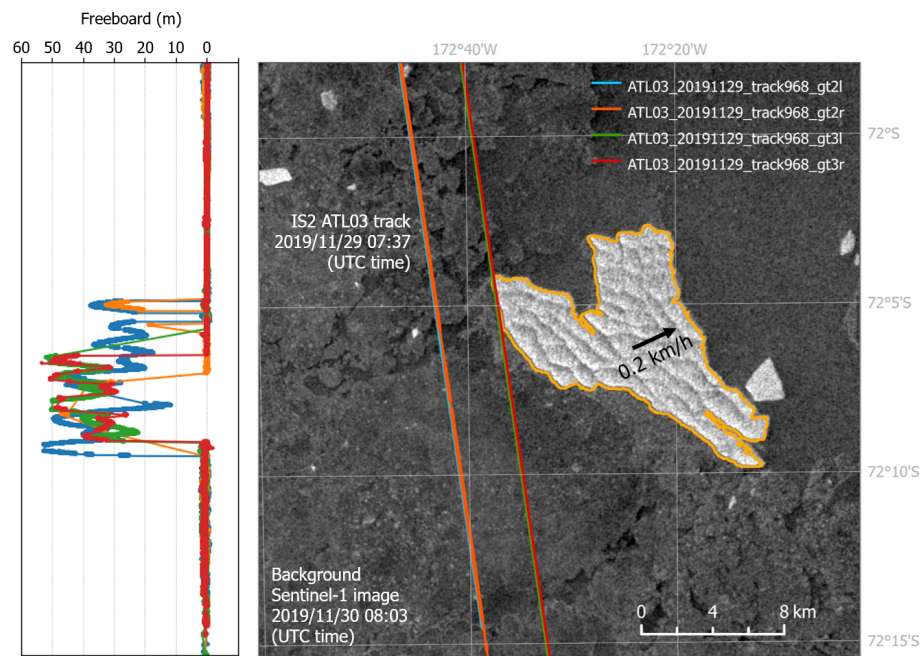 Freeboard (m)
60 50 40 30 20 10 0
172°40'W 172°20'W
ATL03_20191129_track968_gt2l
ATL03_20191129_track968_gt2r
ATL03_20191129_track968_gt3l
ATL03_20191129_track968_gt3r
72°S
IS2 ATL03 track
2019/11/29 07:37
(UTC time)
72°5'S
0.2 km/h
72°10'S
Background
Sentinel-1 image
2019/11/30 08:03
(UTC time)
0 4 8 km
72°15'S